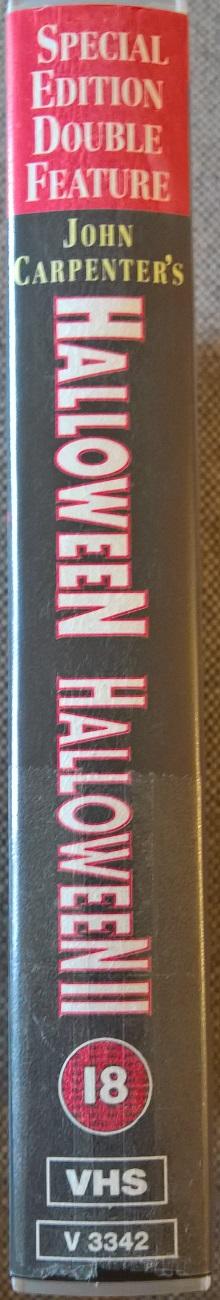 SPECIAL
EDITION
DOUBLE
FEATURE
JOHN
CARPENTER'S
HALLOWEEN HALLOWEEN II
18
VHS
V 3342